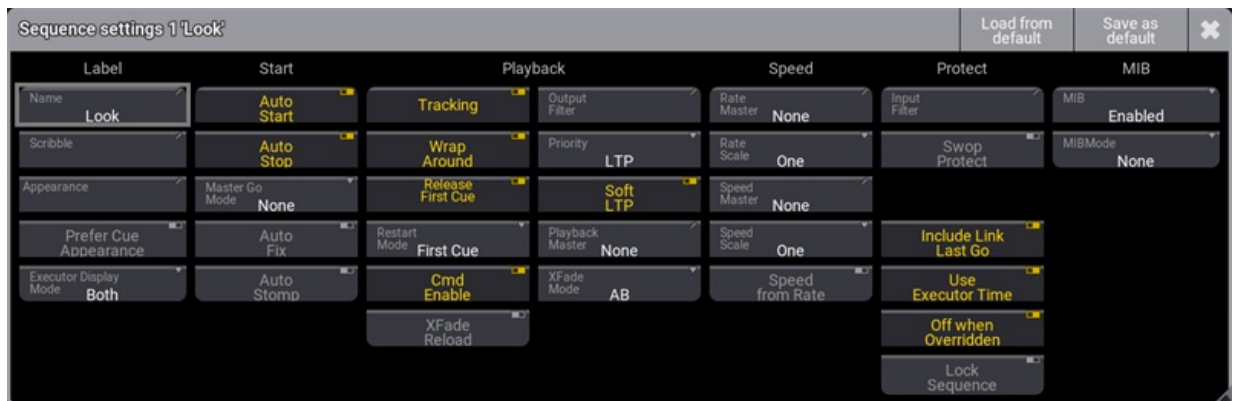 Sequence settings 1 'Look'
Load from
default
Save as
default
Label
Start
Playback
Speed
Protect
MIB
Name
Look
Auto
Start
Tracking
Output
Filter
Rate
Master
None
Input
Filter
MIB
Enabled
Scribble
Auto
Stop
Wrap
Around
Priority
LTP
Rate
Scale
One
Swop
Protect
MIBMode
None
Appearance
Master Go
Mode
None
Release
First Cue
Soft
LTP
Speed
Master
None
Prefer Cue
Appearance
Auto
Fix
Restart
Mode
First Cue
Playback
Master
None
Speed
Scale
One
Include Link
Last Go
Executor Display
Mode
Both
Auto
Stomp
Cmd
Enable
XFade
Mode
AB
Speed
from Rate
Use
Executor Time
XFade
Reload
Off when
Overridden
Lock
Sequence